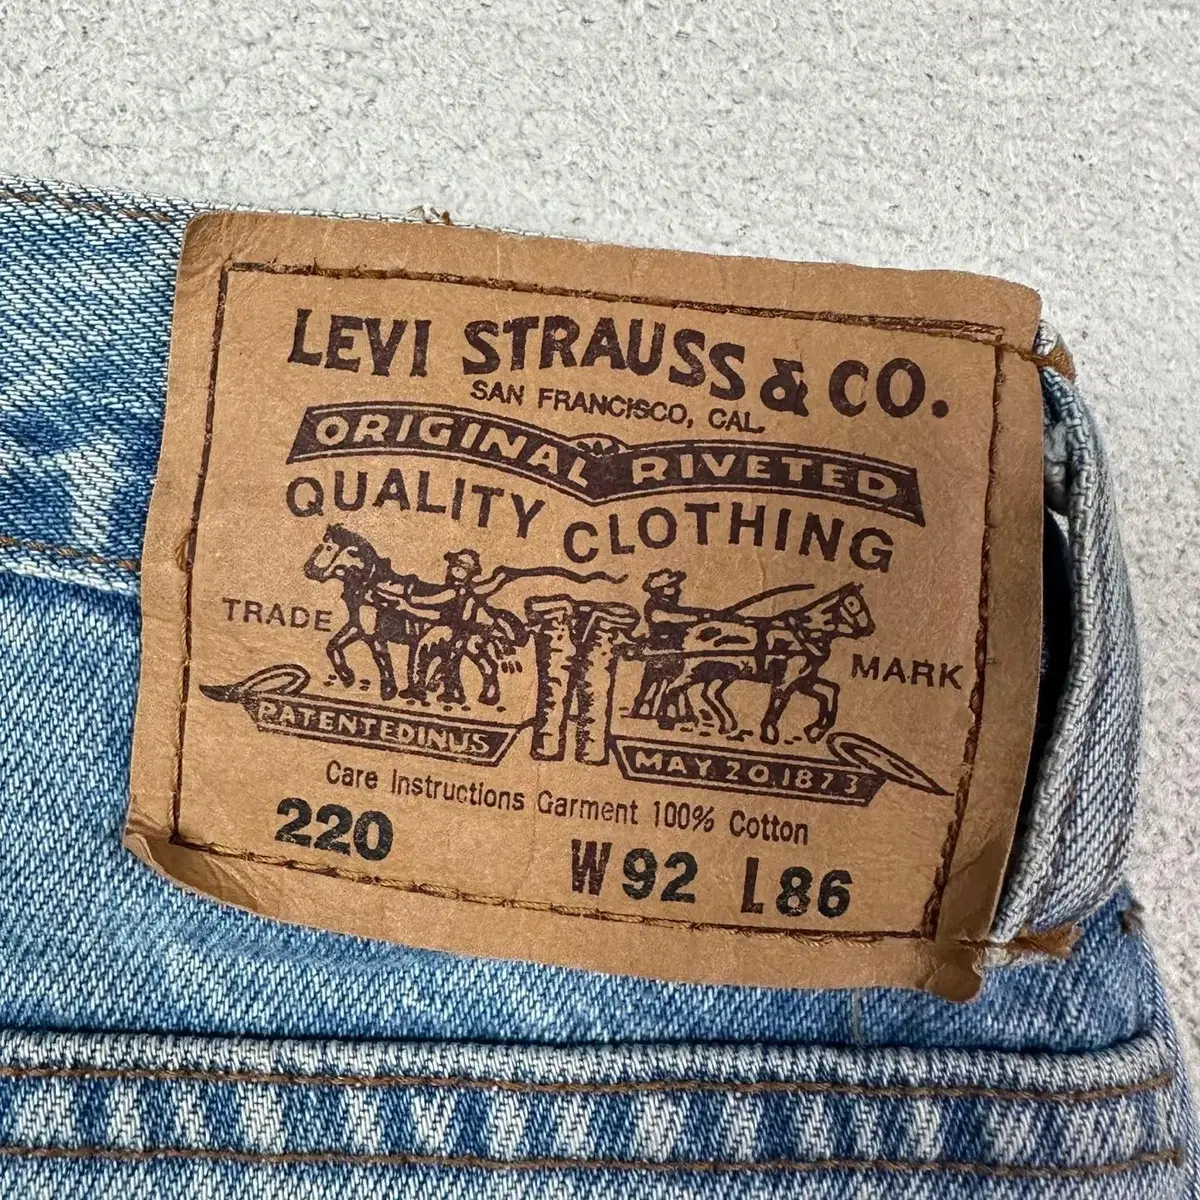 LEVI STRAUSS & CO.
SAN FRANCISCO, CAL.
ORIGINAL RIVETED
QUALITY CLOTHING
TRADE MARK
PATENTED IN U.S. MAY 20 1873
Care Instructions Garment 100% Cotton
220 W 92 L86